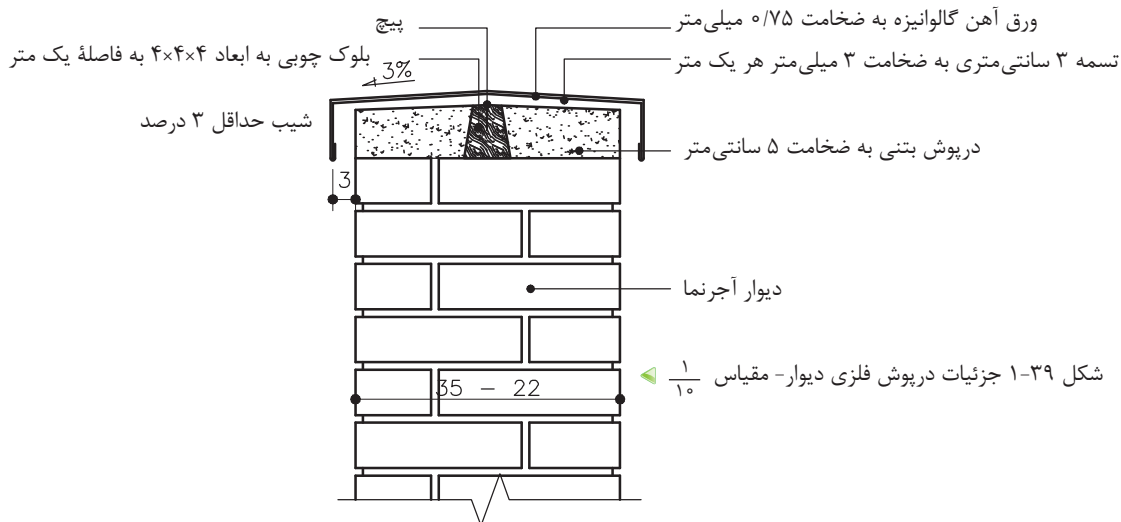 ورق آهن گالوانیزه به ضخامت ۰/۷۵ میلی‌متر
پیچ
تسمه ۳ سانتی‌متری به ضخامت ۳ میلی‌متر هر یک متر
بلوک چوبی به ابعاد ۴×۴×۴ به فاصلهٔ یک متر
3%
شیب حداقل ۳ درصد
درپوش بتنی به ضخامت ۵ سانتی‌متر
3
دیوار آجرنما
شکل ۳۹-۱ جزئیات درپوش فلزی دیوار- مقیاس ۱/۱۰
35 – 22